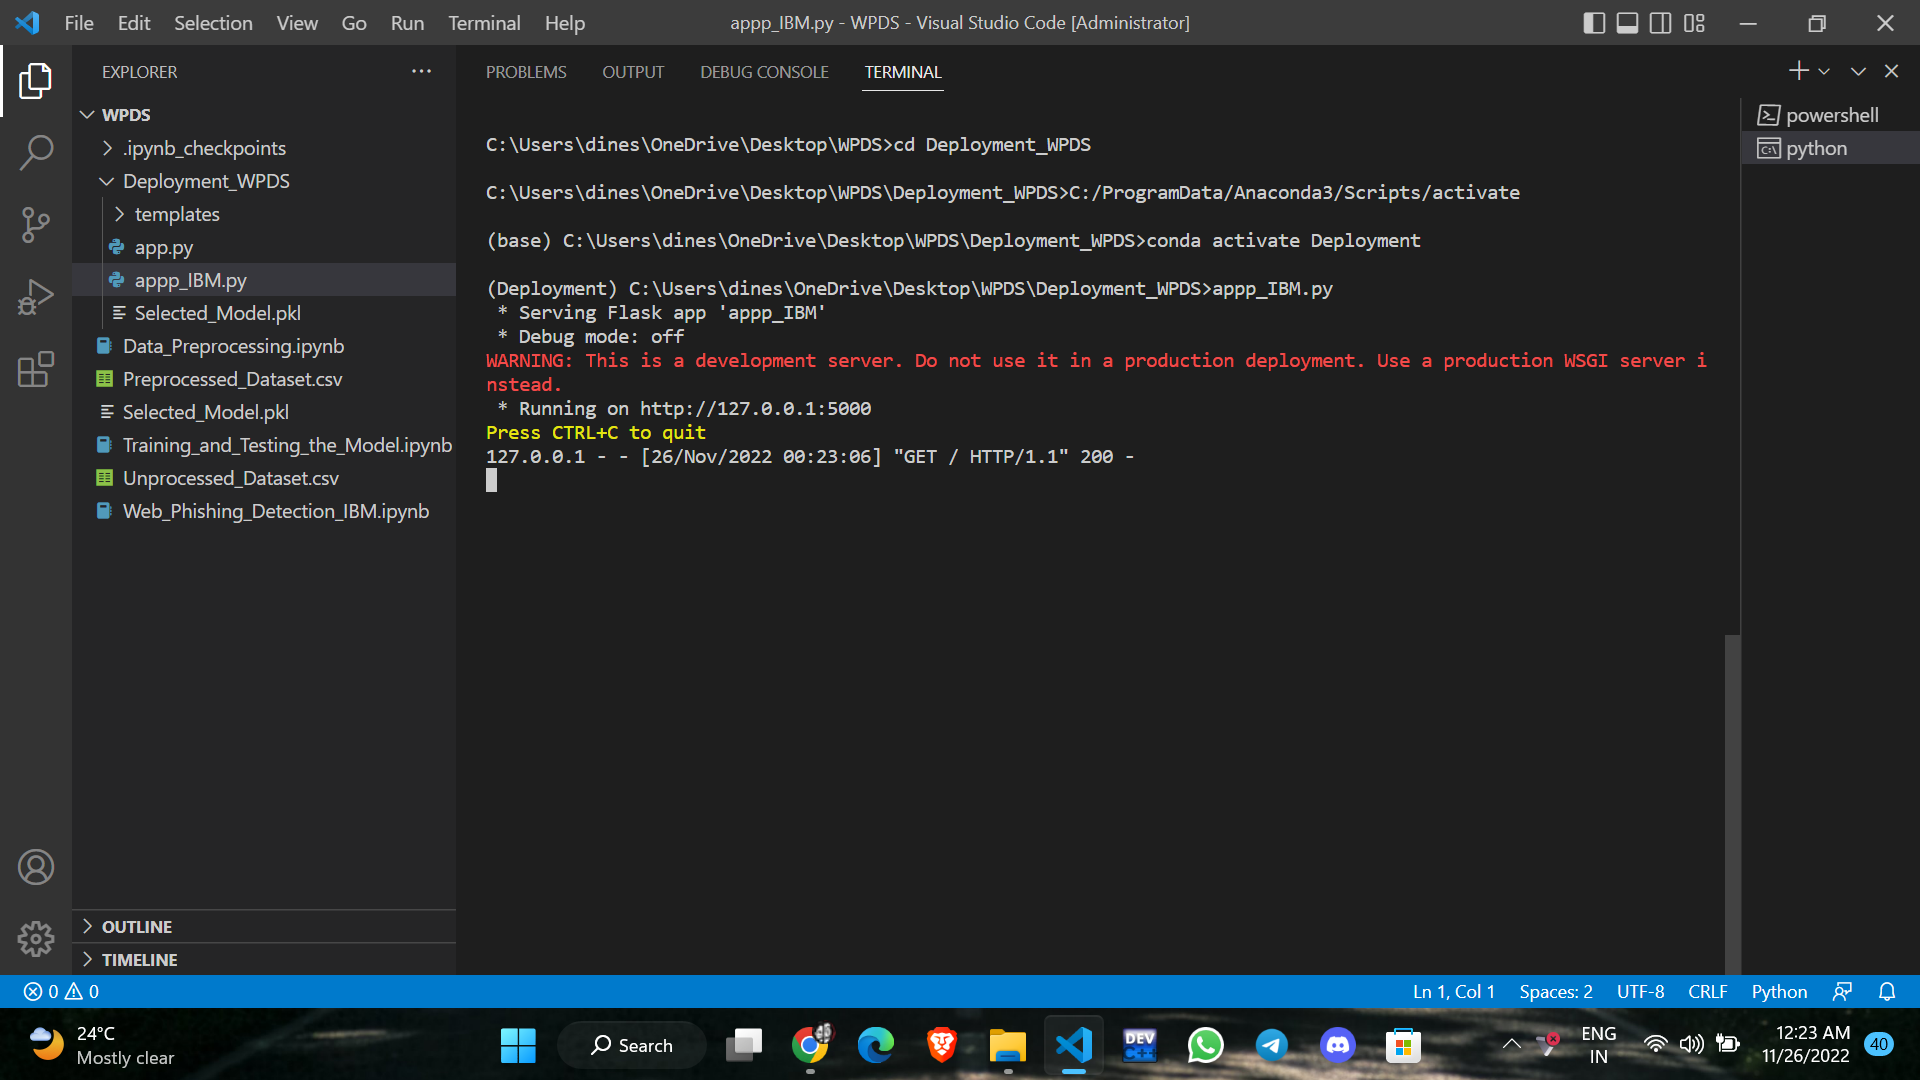 File Edit Selection View Go Run Terminal Help
appp_IBM.py - WPDS - Visual Studio Code [Administrator]
EXPLORER
WPDS
.ipynb_checkpoints
Deployment_WPDS
templates
app.py
appp_IBM.py
Selected_Model.pkl
Data_Preprocessing.ipynb
Preprocessed_Dataset.csv
Selected_Model.pkl
Training_and_Testing_the_Model.ipynb
Unprocessed_Dataset.csv
Web_Phishing_Detection_IBM.ipynb
OUTLINE
TIMELINE
PROBLEMS OUTPUT DEBUG CONSOLE TERMINAL
C:\Users\dines\OneDrive\Desktop\WPDS>cd Deployment_WPDS
C:\Users\dines\OneDrive\Desktop\WPDS\Deployment_WPDS>C:/ProgramData/Anaconda3/Scripts/activate
(base) C:\Users\dines\OneDrive\Desktop\WPDS\Deployment_WPDS>conda activate Deployment
(Deployment) C:\Users\dines\OneDrive\Desktop\WPDS\Deployment_WPDS>appp_IBM.py
* Serving Flask app 'appp_IBM'
* Debug mode: off
WARNING: This is a development server. Do not use it in a production deployment. Use a production WSGI server i
nstead.
* Running on http://127.0.0.1:5000
Press CTRL+C to quit
127.0.0.1 - - [26/Nov/2022 00:23:06] "GET / HTTP/1.1" 200 -
powershell
python
0 0
Ln 1, Col 1 Spaces: 2 UTF-8 CRLF Python
24°C
Mostly clear
Search
DEV
C++
ENG
IN
12:23 AM
11/26/2022
40